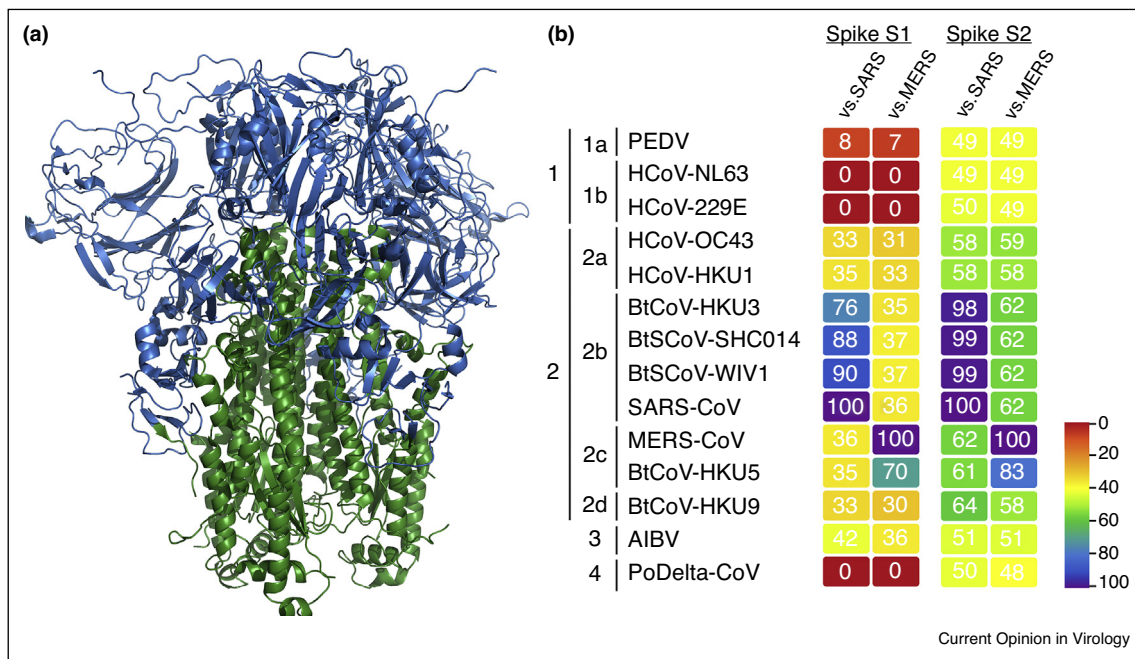 (a)
(b)
Spike S1 Spike S2
vs.SARS vs.MERS vs.SARS vs.MERS
1
1a PEDV 8 7 49 49
1b HCoV-NL63 0 0 49 49
HCoV-229E 0 0 50 49
2
2a HCoV-OC43 33 31 58 59
HCoV-HKU1 35 33 58 58
2b BtCoV-HKU3 76 35 98 62
BtSCoV-SHC014 88 37 99 62
BtSCoV-WIV1 90 37 99 62
SARS-CoV 100 36 100 62
2c MERS-CoV 36 100 62 100
BtCoV-HKU5 35 70 61 83
2d BtCoV-HKU9 33 30 64 58
3 AIBV 42 36 51 51
4 PoDelta-CoV 0 0 50 48
0
20
40
60
80
100
Current Opinion in Virology